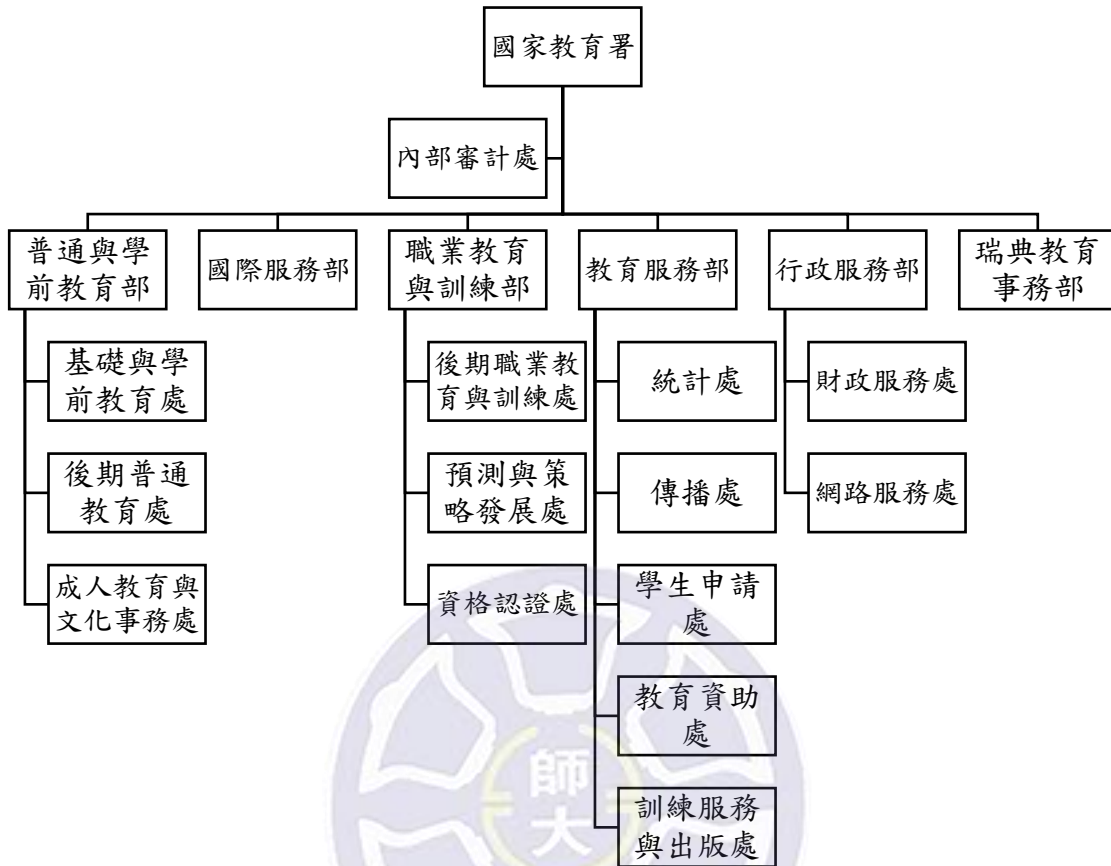 國家教育署
內部審計處
普通與學
前教育部
國際服務部
職業教育
與訓練部
教育服務部
行政服務部
瑞典教育
事務部
基礎與學
前教育處
後期普通
教育處
成人教育與
文化事務處
後期職業教
育與訓練處
預測與策
略發展處
資格認證處
統計處
傳播處
學生申請
處
教育資助
處
訓練服務
與出版處
財政服務處
網路服務處
師
大